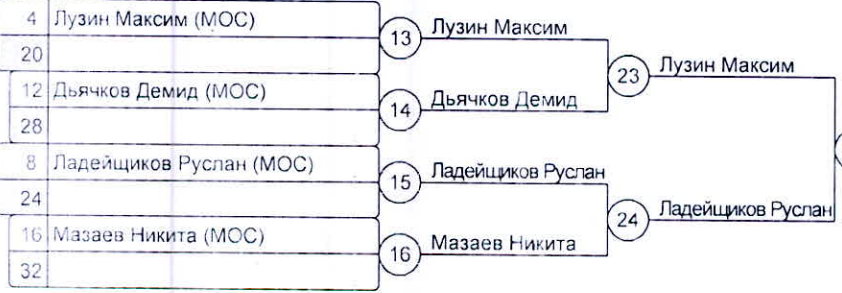 4 Лузин Максим (МОС)
20
13 Лузин Максим
12 Дьячков Демид (МОС)
28
14 Дьячков Демид
23 Лузин Максим
8 Ладейщиков Руслан (МОС)
24
15 Ладейщиков Руслан
16 Мазаев Никита (МОС)
32
16 Мазаев Никита
24 Ладейщиков Руслан